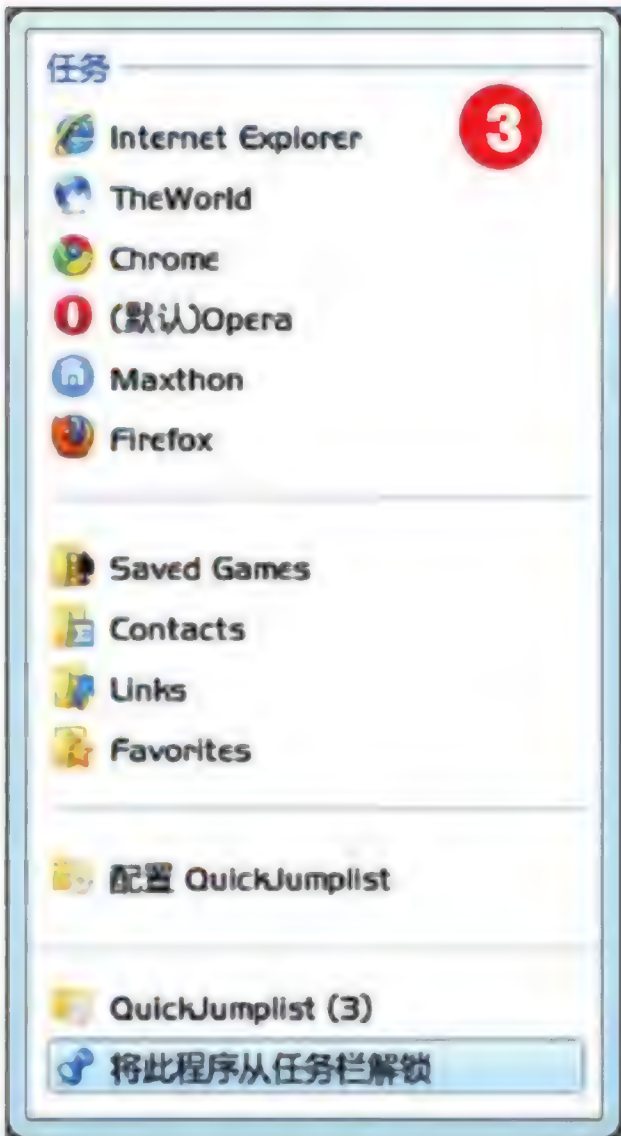 任务
3
Internet Explorer
TheWorld
Chrome
(默认)Opera
Maxthon
Firefox
Saved Games
Contacts
Links
Favorites
配置 QuickJumplist
QuickJumplist (3)
将此程序从任务栏解锁